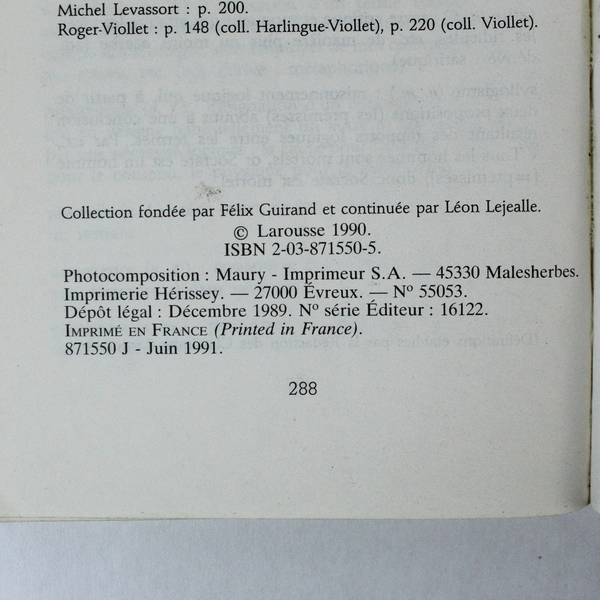 Michel Levassort : p. 200.
Roger-Viollet : p. 148 (coll. Harlingue-Viollet), p. 220 (coll. Viollet).
Collection fondée par Félix Guirand et continuée par Léon Lejealle.
© Larousse 1990.
ISBN 2-03-871550-5.
Photocomposition : Maury - Imprimeur S.A. — 45330 Malesherbes.
Imprimerie Hérissey. — 27000 Évreux. — Nº 55053.
Dépôt légal : Décembre 1989. Nº série Éditeur : 16122.
IMPRIMÉ EN FRANCE (Printed in France).
871550 J - Juin 1991.
288